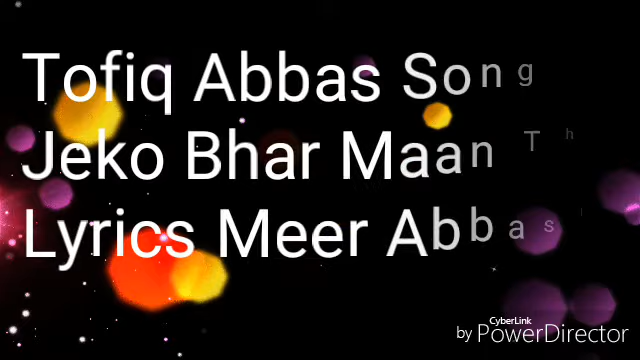 Tofiq Abbas Song
Jeko Bhar Maan Th
Lyrics Meer Abbas
CyberLink
by PowerDirector